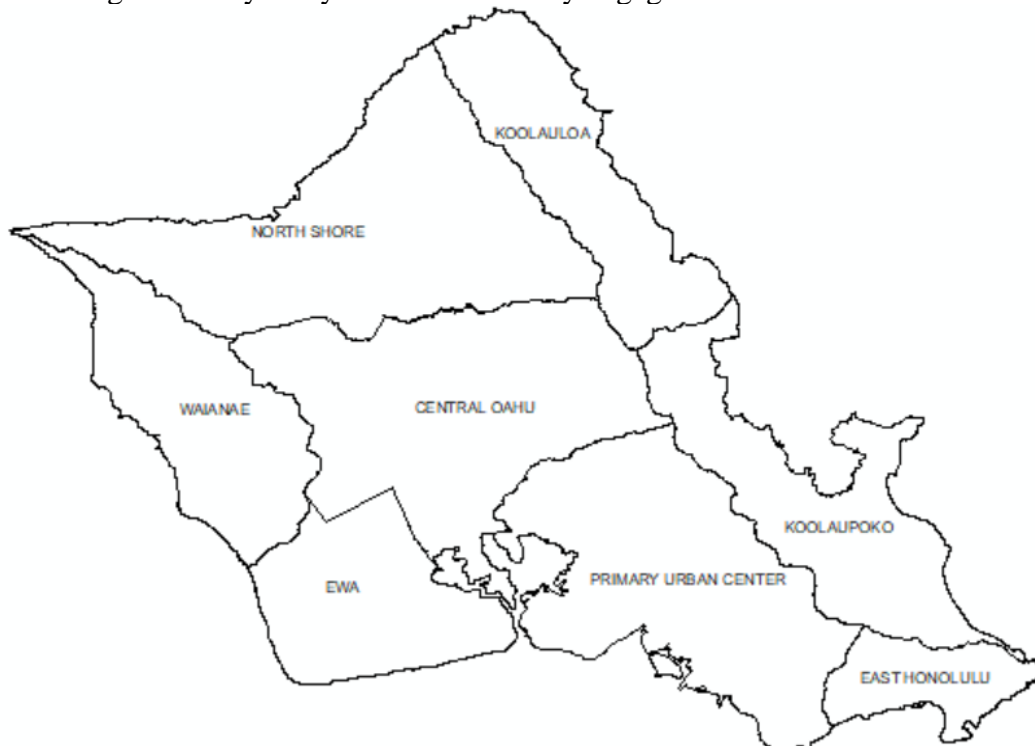 KOOLAULOA
NORTH SHORE
WAIANAE
CENTRAL OAHU
KOOLAUPOKO
EWA
PRIMARY URBAN CENTER
EAST HONOLULU